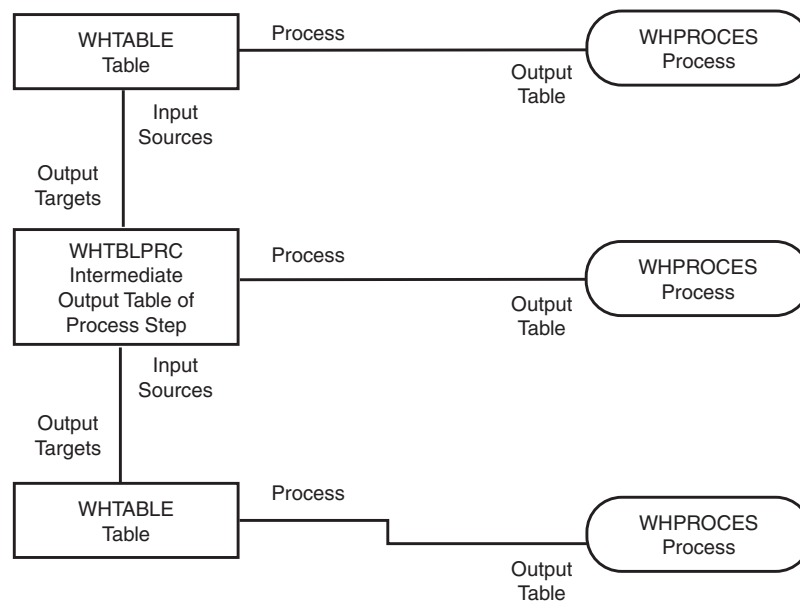 WHTABLE
Table
Process
Output
Table
WHPROCES
Process
Input
Sources
Output
Targets
WHTBLPRC
Intermediate
Output Table of
Process Step
Process
Output
Table
WHPROCES
Process
Input
Sources
Output
Targets
WHTABLE
Table
Process
Output
Table
WHPROCES
Process